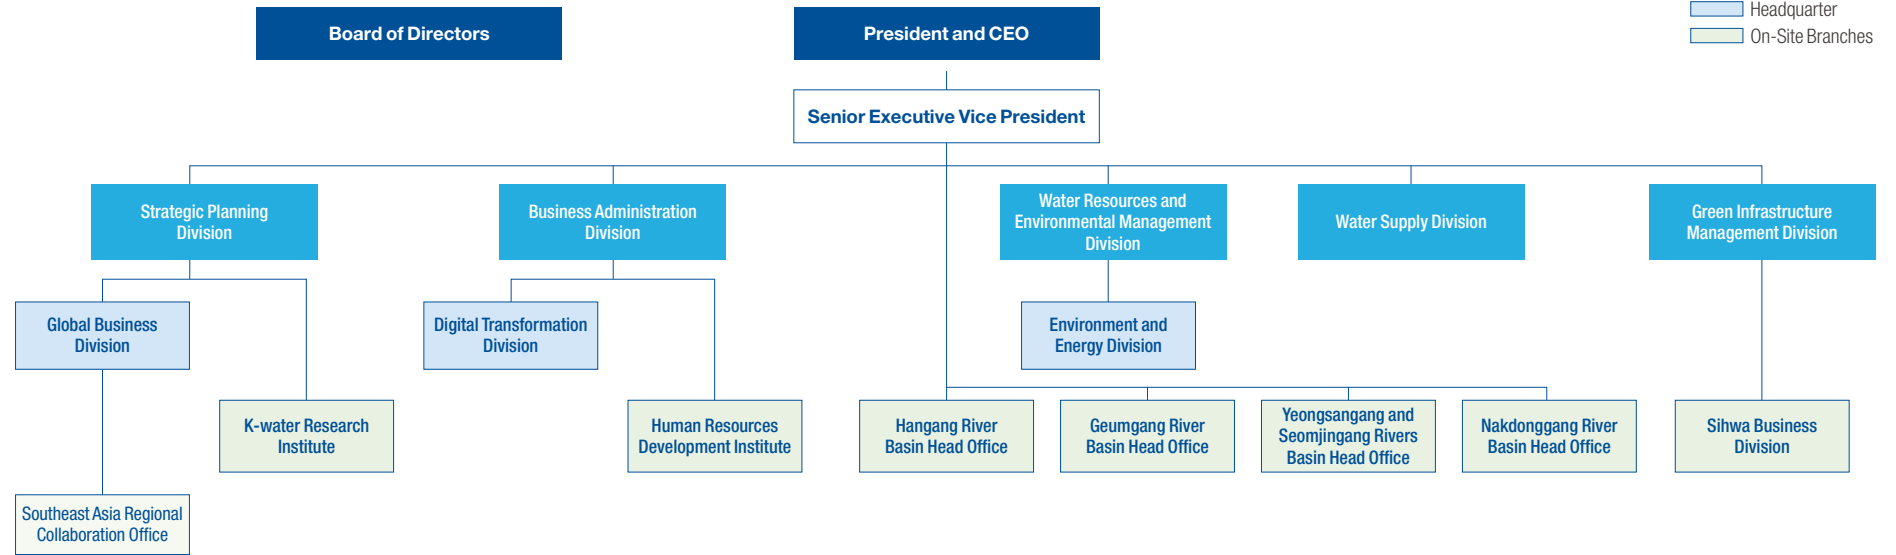 Headquarter
On-Site Branches
Board of Directors
President and CEO
Senior Executive Vice President
Strategic Planning
Division
Business Administration
Division
Water Resources and
Environmental Management
Division
Water Supply Division
Green Infrastructure
Management Division
Global Business
Division
Digital Transformation
Division
Environment and
Energy Division
K-water Research
Institute
Human Resources
Development Institute
Hangang River
Basin Head Office
Geumgang River
Basin Head Office
Yeongsangang and
Seomjingang Rivers
Basin Head Office
Nakdonggang River
Basin Head Office
Sihwa Business
Division
Southeast Asia Regional
Collaboration Office